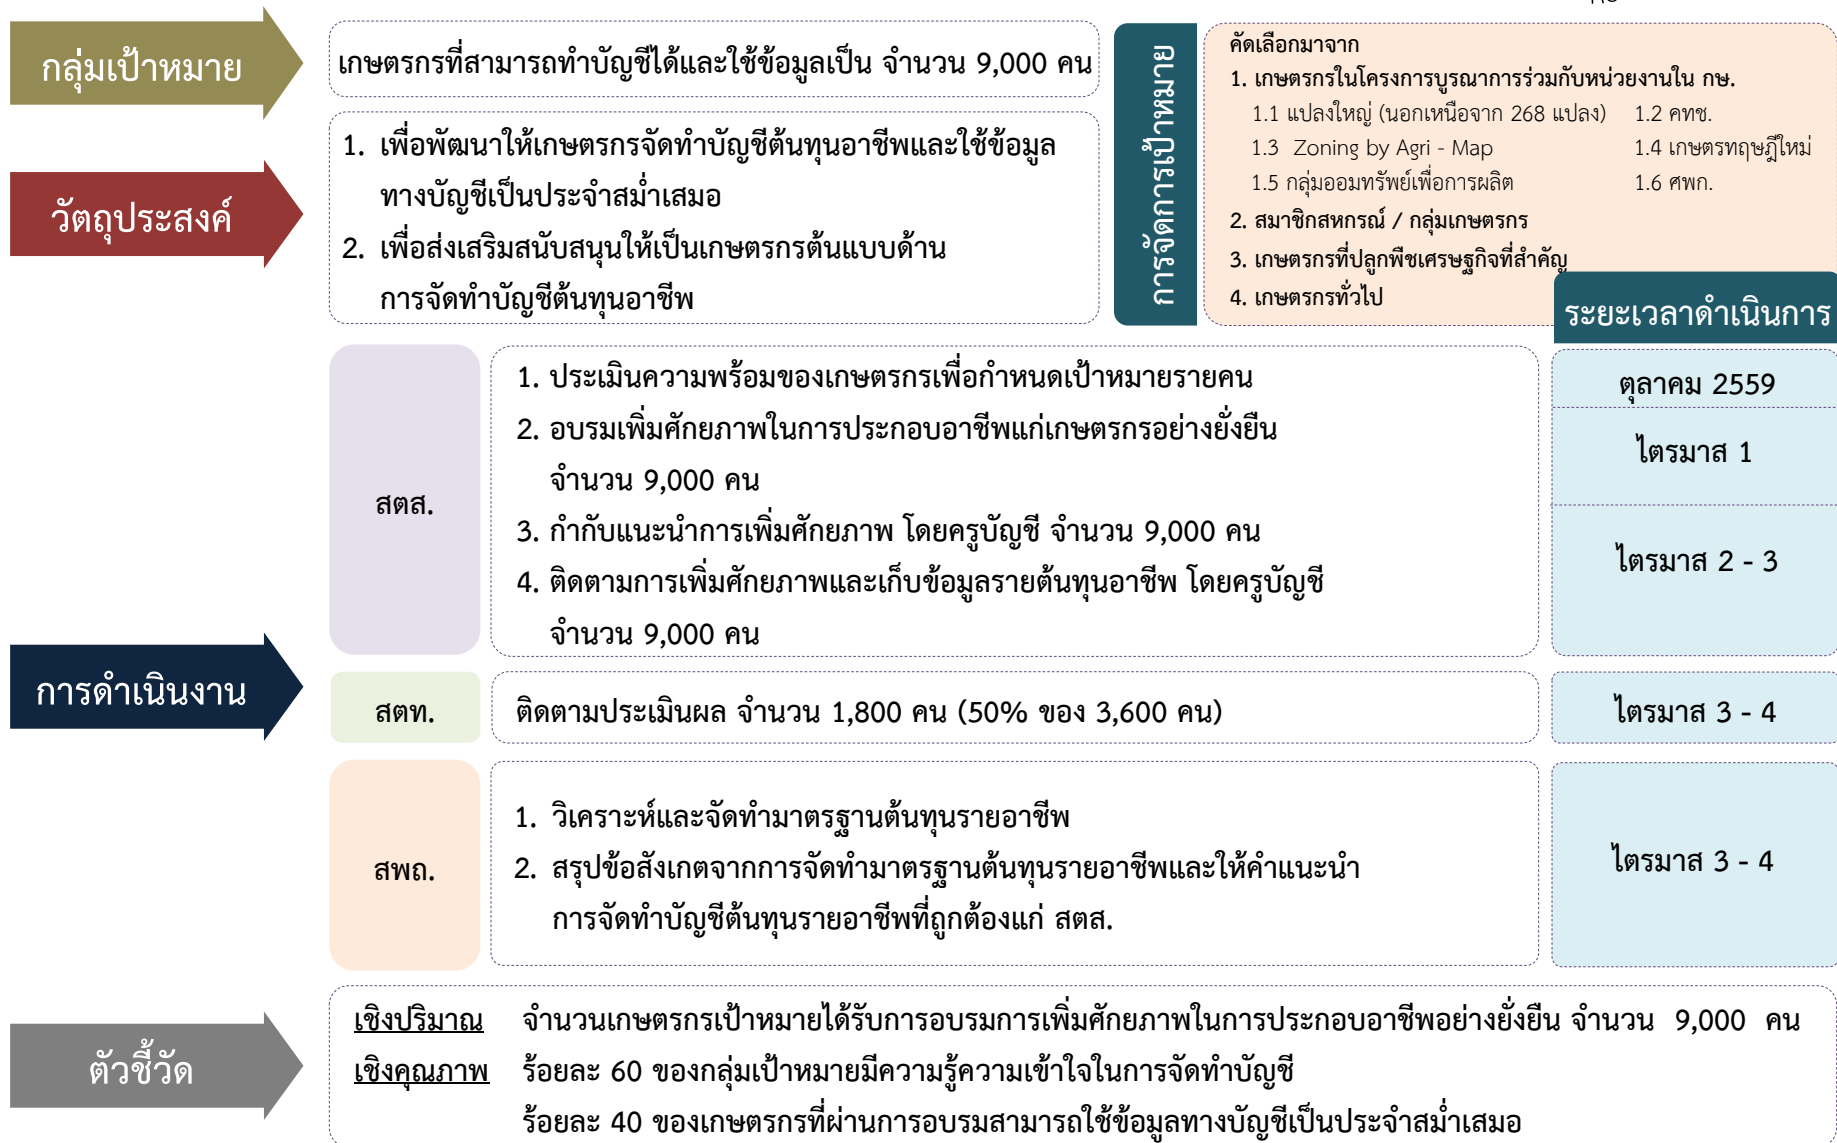 กลุ่มเป้าหมาย
เกษตรกรที่สามารถทำบัญชีได้และใช้ข้อมูลเป็น จำนวน 9,000 คน
วัตถุประสงค์
1. เพื่อพัฒนาให้เกษตรกรจัดทำบัญชีต้นทุนอาชีพและใช้ข้อมูล
ทางบัญชีเป็นประจำสม่ำเสมอ
2. เพื่อส่งเสริมสนับสนุนให้เป็นเกษตรกรต้นแบบด้าน
การจัดทำบัญชีต้นทุนอาชีพ
การจัดการเป้าหมาย
คัดเลือกมาจาก
1. เกษตรกรในโครงการบูรณาการร่วมกับหน่วยงานใน กษ.
1.1 แปลงใหญ่ (นอกเหนือจาก 268 แปลง) 1.2 คทช.
1.3 Zoning by Agri - Map 1.4 เกษตรทฤษฎีใหม่
1.5 กลุ่มออมทรัพย์เพื่อการผลิต 1.6 ศพก.
2. สมาชิกสหกรณ์ / กลุ่มเกษตรกร
3. เกษตรกรที่ปลูกพืชเศรษฐกิจที่สำคัญ
4. เกษตรกรทั่วไป
ระยะเวลาดำเนินการ
การดำเนินงาน
สตส.
1. ประเมินความพร้อมของเกษตรกรเพื่อกำหนดเป้าหมายรายคน
2. อบรมเพิ่มศักยภาพในการประกอบอาชีพแก่เกษตรกรอย่างยั่งยืน
จำนวน 9,000 คน
3. กำกับแนะนำการเพิ่มศักยภาพ โดยครูบัญชี จำนวน 9,000 คน
4. ติดตามการเพิ่มศักยภาพและเก็บข้อมูลรายต้นทุนอาชีพ โดยครูบัญชี
จำนวน 9,000 คน
ตุลาคม 2559
ไตรมาส 1
ไตรมาส 2 - 3
สตท.
ติดตามประเมินผล จำนวน 1,800 คน (50% ของ 3,600 คน)
ไตรมาส 3 - 4
สพถ.
1. วิเคราะห์และจัดทำมาตรฐานต้นทุนรายอาชีพ
2. สรุปข้อสังเกตจากการจัดทำมาตรฐานต้นทุนรายอาชีพและให้คำแนะนำ
การจัดทำบัญชีต้นทุนรายอาชีพที่ถูกต้องแก่ สตส.
ไตรมาส 3 - 4
ตัวชี้วัด
เชิงปริมาณ จำนวนเกษตรกรเป้าหมายได้รับการอบรมการเพิ่มศักยภาพในการประกอบอาชีพอย่างยั่งยืน จำนวน 9,000 คน
เชิงคุณภาพ ร้อยละ 60 ของกลุ่มเป้าหมายมีความรู้ความเข้าใจในการจัดทำบัญชี
ร้อยละ 40 ของเกษตรกรที่ผ่านการอบรมสามารถใช้ข้อมูลทางบัญชีเป็นประจำสม่ำเสมอ